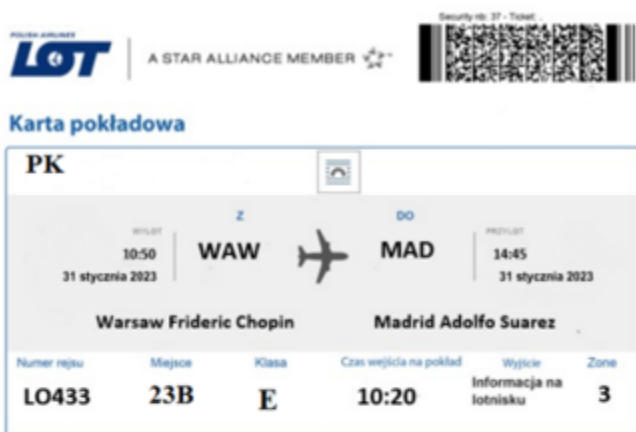 Security nb: 37 - Ticket: .
POLISH AIRLINES
LOT
A STAR ALLIANCE MEMBER
Karta pokładowa
PK
Z DO
WYLOT PRZYLOT
10:50 WAW MAD 14:45
31 stycznia 2023 31 stycznia 2023
Warsaw Frideric Chopin Madrid Adolfo Suarez
Numer rejsu Miejsce Klasa Czas wejścia na pokład Wyjście Zone
LO433 23B E 10:20 Informacja na lotnisku 3